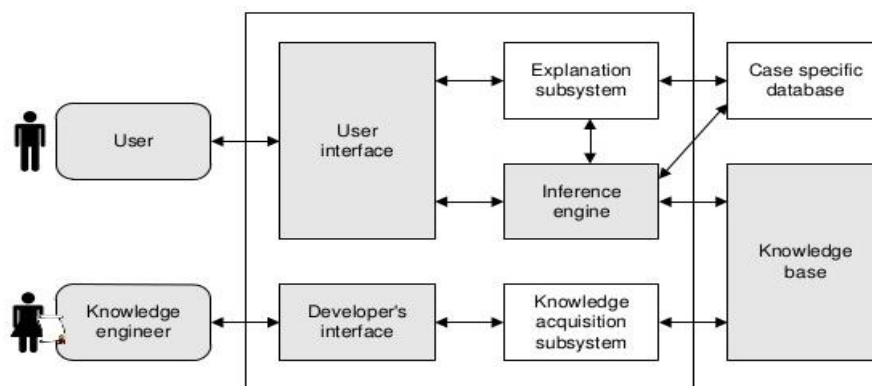 Explanation
subsystem
Case specific
database
User
User
interface
Inference
engine
Knowledge
base
Knowledge
engineer
Developer's
interface
Knowledge
acquisition
subsystem